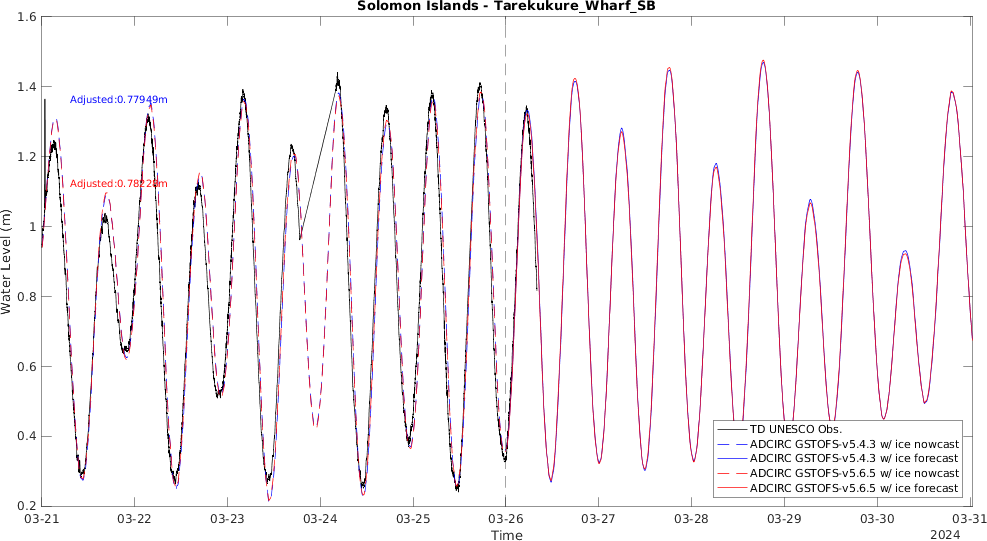 Solomon Islands - Tarekukure_Wharf_SB
1.6
1.4
1.2
1
0.8
0.6
0.4
0.2
Water Level (m)
Adjusted:0.77949m
TD UNESCO Obs.
ADCIRC GSTOFS-v5.4.3 w/ ice nowcast
ADCIRC GSTOFS-v5.4.3 w/ ice forecast
ADCIRC GSTOFS-v5.6.5 w/ ice nowcast
ADCIRC GSTOFS-v5.6.5 w/ ice forecast
03-21
03-22
03-23
03-24
03-25
03-26
03-27
03-28
03-29
03-30
03-31
Time
2024